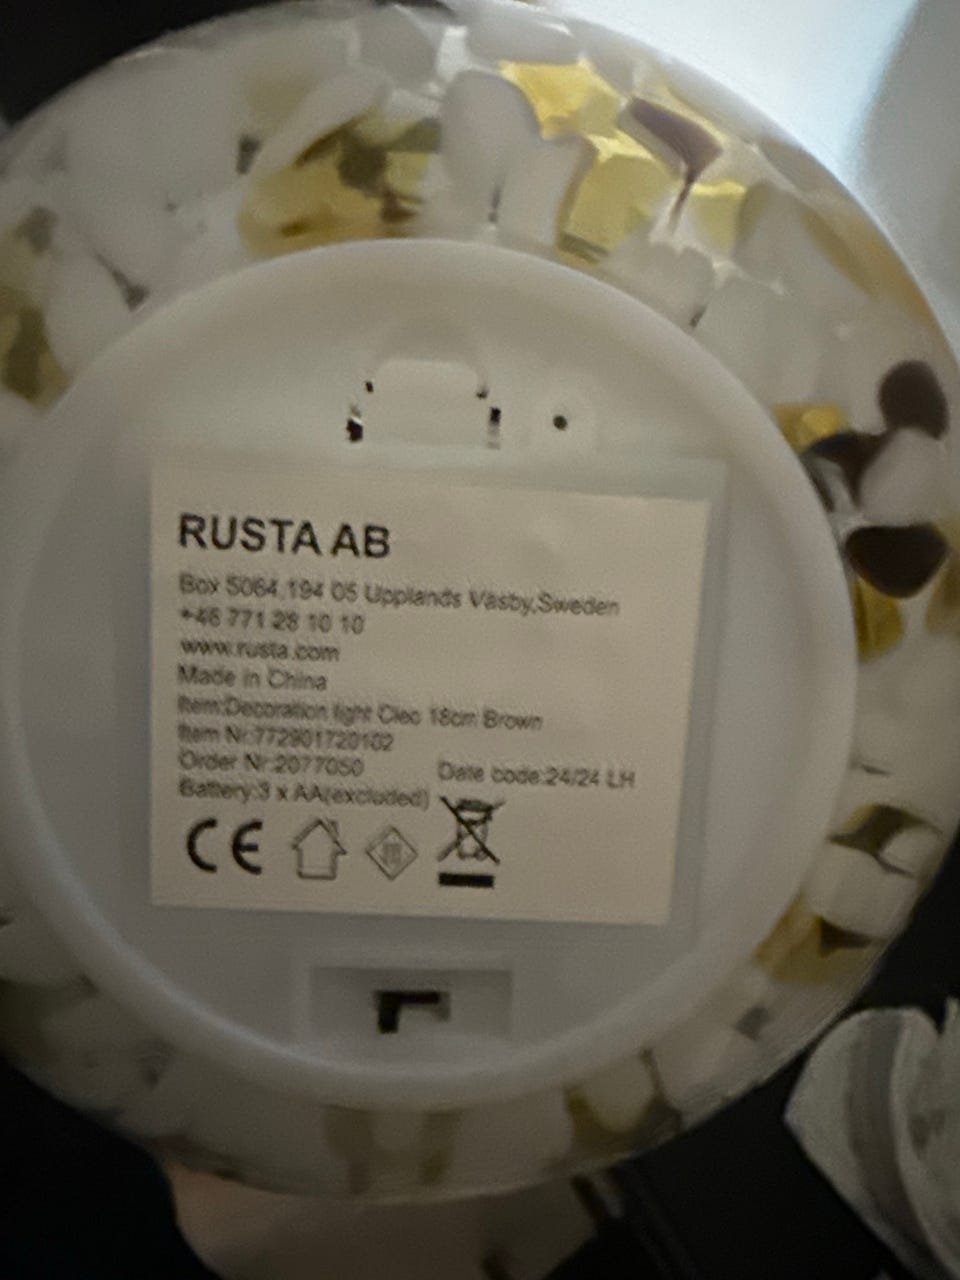 RUSTA AB
Box 5064,194 05 Upplands Väsby,Sweden
+46 771 28 10 10
www.rusta.com
Made in China
Item:Decoration light Cleo 18cm Brown
Item Nr:772901720102
Order Nr:2077050 Date code:24/24 LH
Battery:3 x AA(excluded)
CE